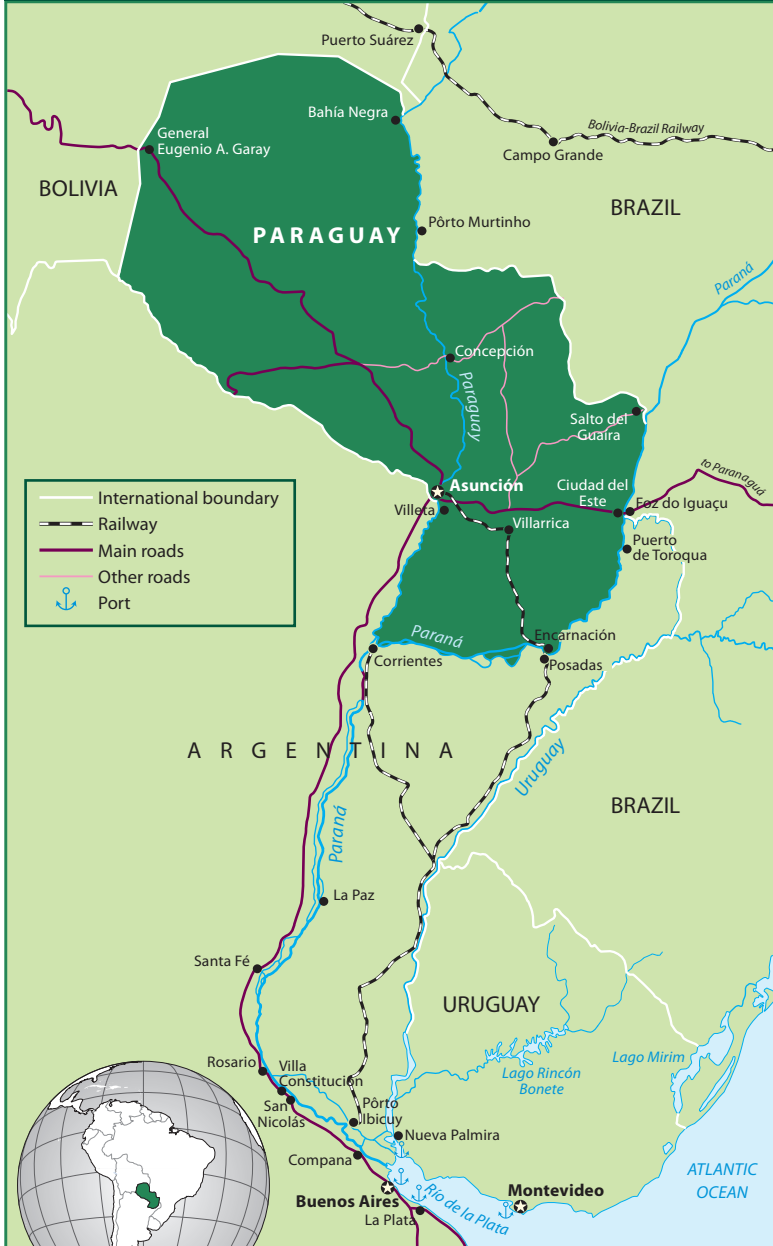 Puerto Suárez
Bahía Negra
Bolivia-Brazil Railway
General
Eugenio A. Garay
Campo Grande
BOLIVIA
BRAZIL
PARAGUAY
Pôrto Murtinho
Paraná
Concepción
Paraguay
Salto del
Guaira
to Paranaguá
Asunción
Ciudad del
Este
Foz do Iguaçu
Villeta
Villarrica
Puerto
de Toroqua
International boundary
Railway
Main roads
Other roads
Port
Paraná
Encarnación
Corrientes
Posadas
ARGENTINA
Uruguay
BRAZIL
Paraná
La Paz
Santa Fé
URUGUAY
Lago Rincón
Bonete
Lago Mirim
Rosario
Villa
Constitución
San
Nicolás
Pôrto
Ibicuy
Nueva Palmira
Compana
Buenos Aires
Río de la Plata
Montevideo
La Plata
ATLANTIC
OCEAN